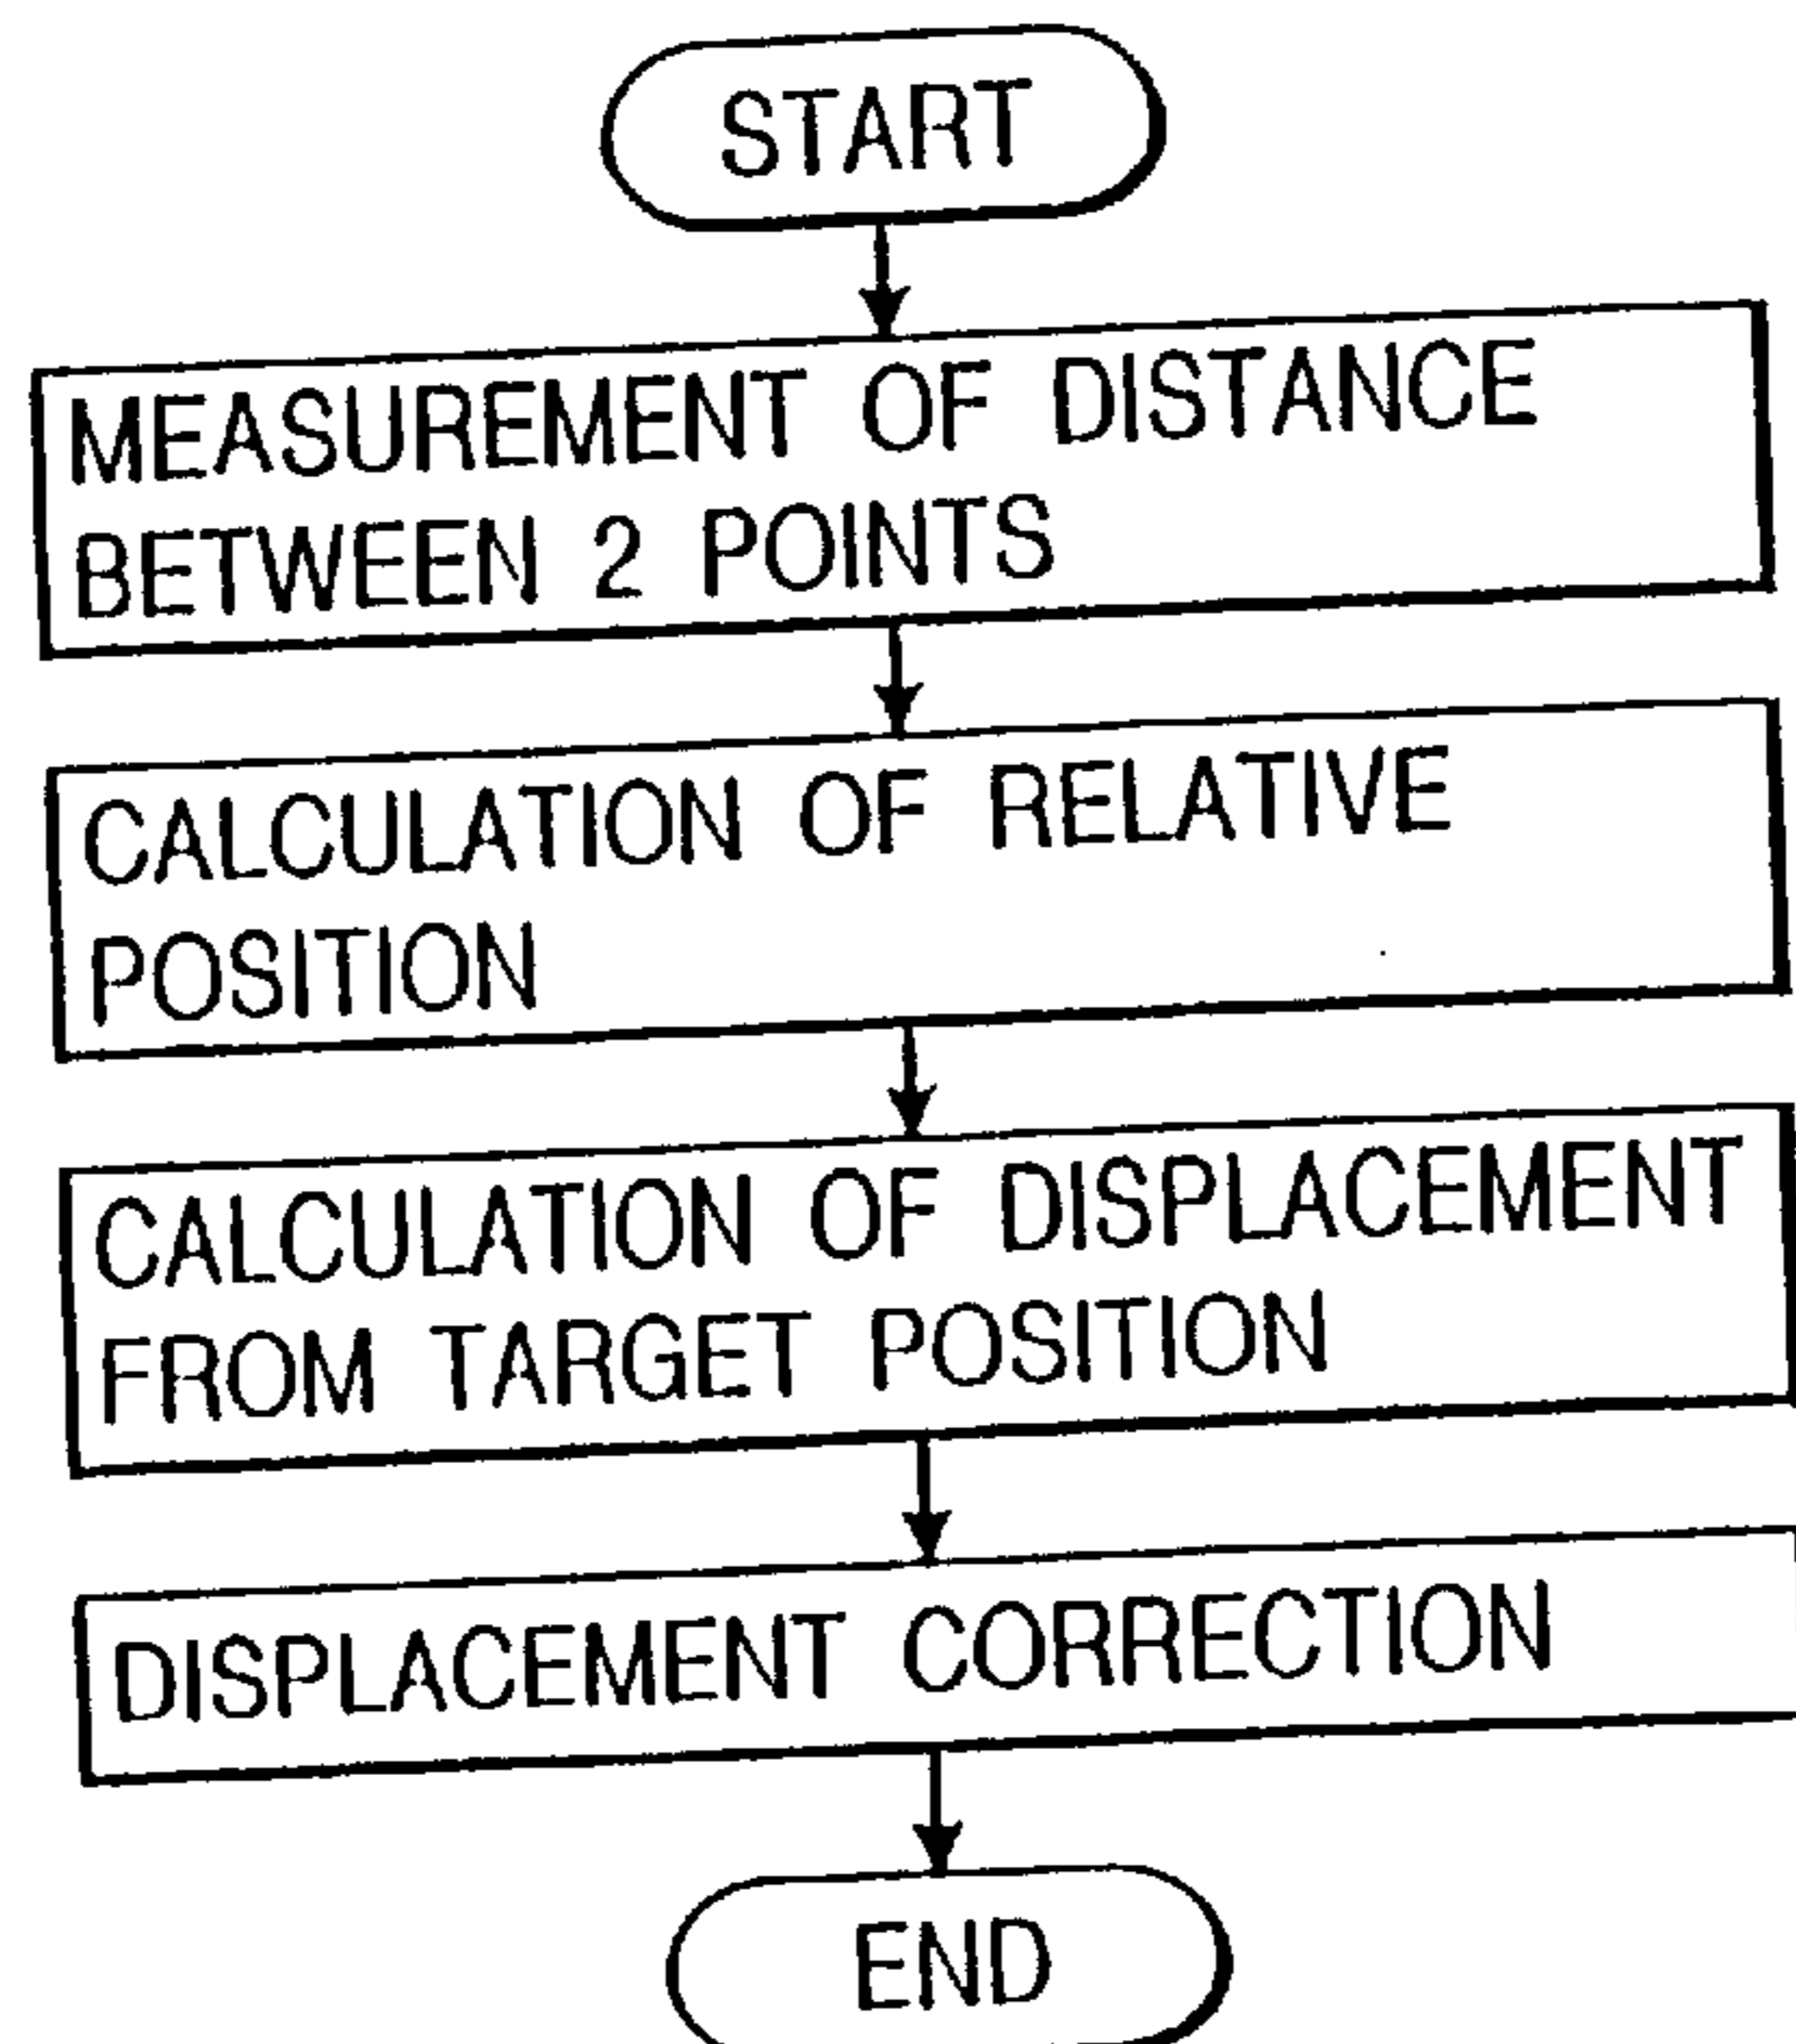 START
MEASUREMENT OF DISTANCE
BETWEEN 2 POINTS
CALCULATION OF RELATIVE
POSITION
CALCULATION OF DISPLACEMENT
FROM TARGET POSITION
DISPLACEMENT CORRECTION
END